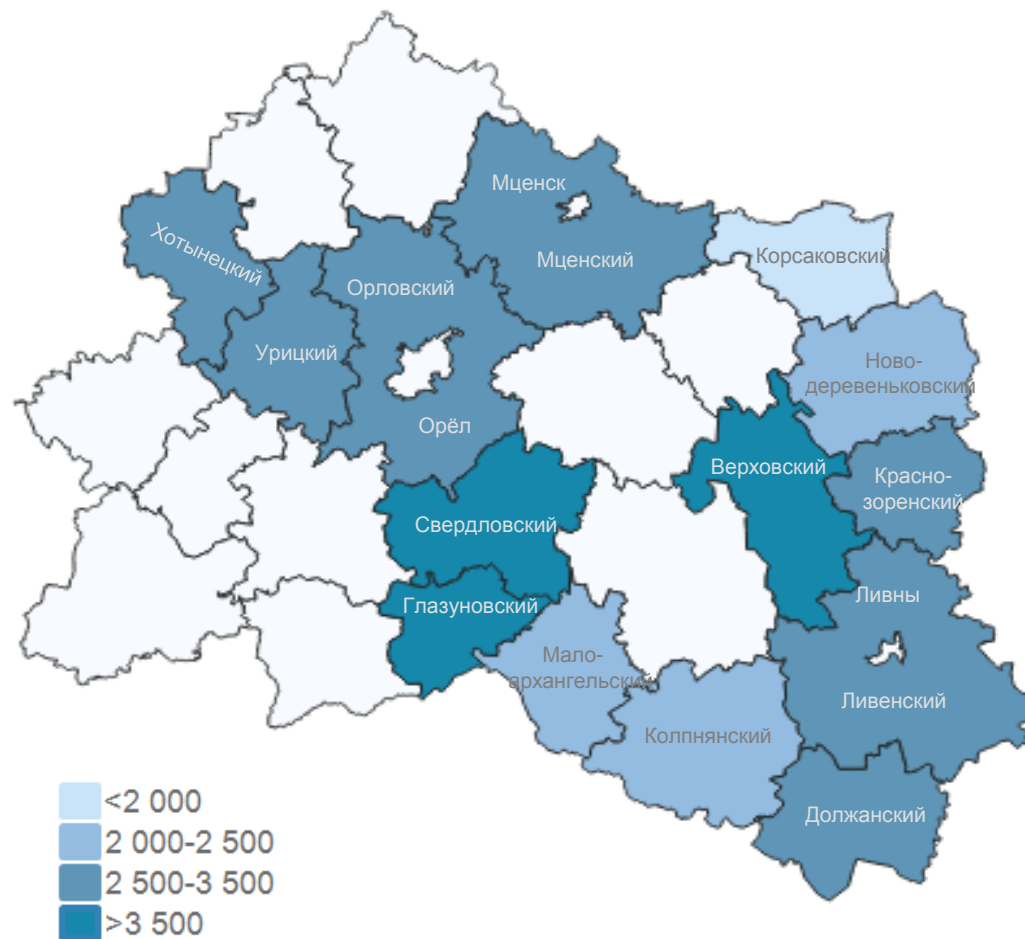 Мценск
Хотынецкий
Мценский
Корсаковский
Орловский
Урицкий
Ново-
деревеньковский
Орёл
Верховский
Красно-
зоренский
Свердловский
Ливны
Глазуновский
Мало-
архангельский
Ливенский
Колпнянский
Должанский
<2 000
2 000-2 500
2 500-3 500
>3 500